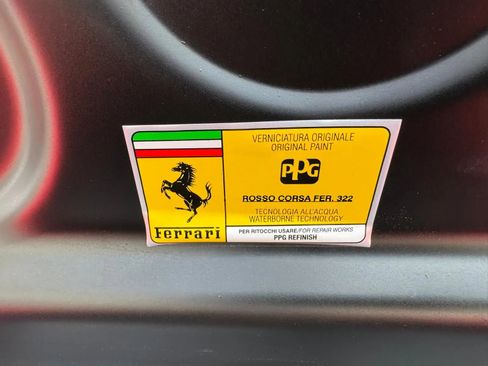 VERNICIATURA ORIGINALE
ORIGINAL PAINT
PPG
ROSSO CORSA FER. 322
TECNOLOGIA ALL'ACQUA
WATERBORNE TECHNOLOGY
Ferrari
PER RITOCCHI USARE/FOR REPAIR WORKS
PPG REFINISH